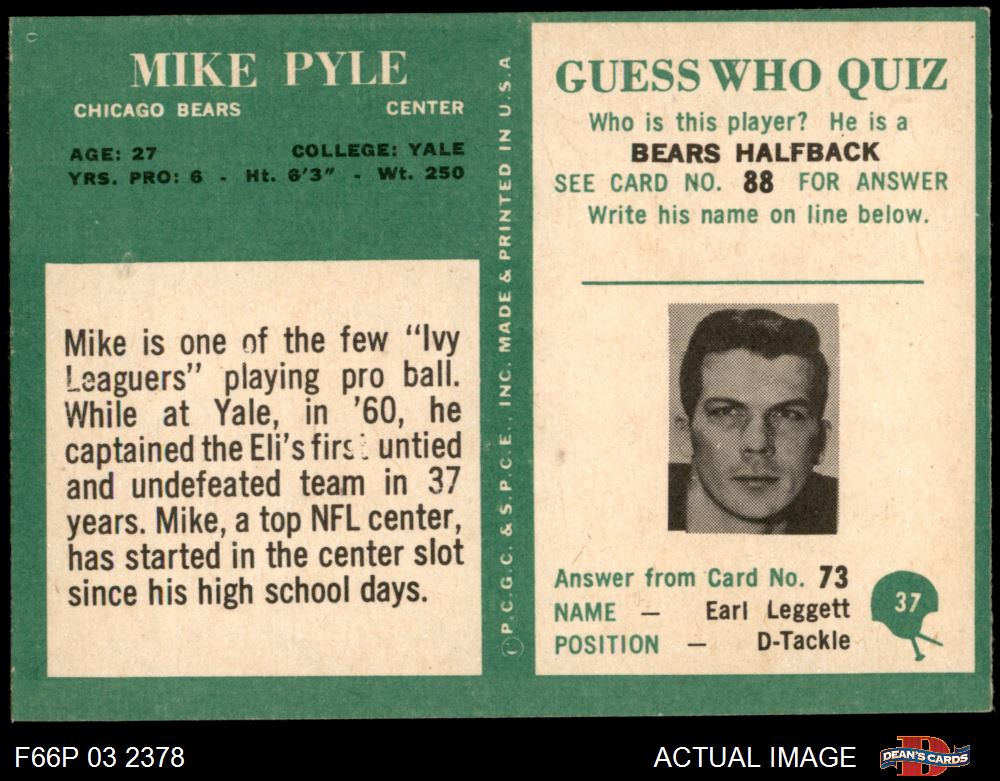 MIKE PYLE
CHICAGO BEARS CENTER
AGE: 27 COLLEGE: YALE
YRS. PRO: 6 - Ht. 6'3" - Wt. 250
Mike is one of the few "Ivy
Leaguers" playing pro ball.
While at Yale, in '60, he
captained the Eli's first untied
and undefeated team in 37
years. Mike, a top NFL center,
has started in the center slot
since his high school days.
© P.C.G.C. & S.P.C.E., INC. MADE & PRINTED IN U.S.A.
GUESS WHO QUIZ
Who is this player? He is a
BEARS HALFBACK
SEE CARD NO. 88 FOR ANSWER
Write his name on line below.
Answer from Card No. 73
NAME — Earl Leggett
POSITION — D-Tackle
37
F66P 03 2378
ACTUAL IMAGE
DEAN'S CARDS